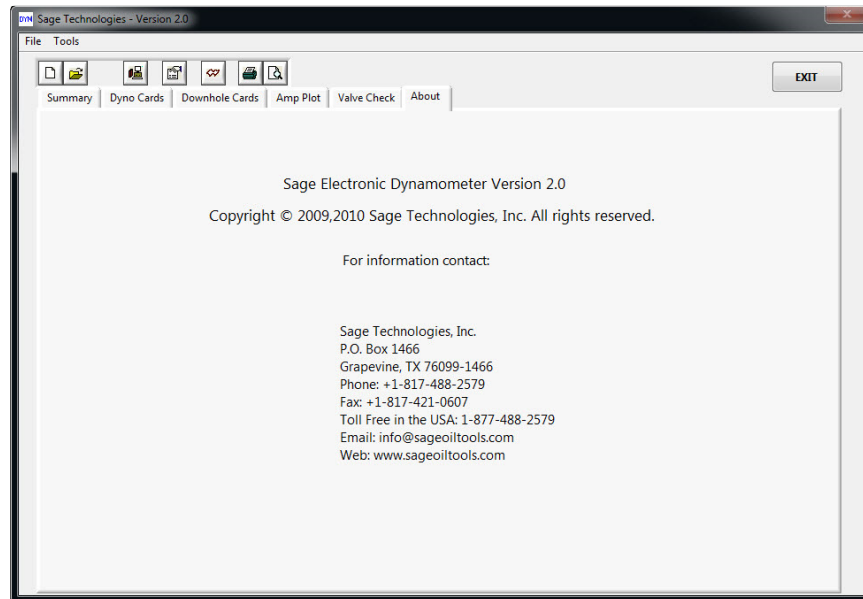 DYN Sage Technologies - Version 2.0
File Tools
EXIT
Summary Dyno Cards Downhole Cards Amp Plot Valve Check About
Sage Electronic Dynamometer Version 2.0
Copyright © 2009,2010 Sage Technologies, Inc. All rights reserved.
For information contact:
Sage Technologies, Inc.
P.O. Box 1466
Grapevine, TX 76099-1466
Phone: +1-817-488-2579
Fax: +1-817-421-0607
Toll Free in the USA: 1-877-488-2579
Email: info@sageoiltools.com
Web: www.sageoiltools.com